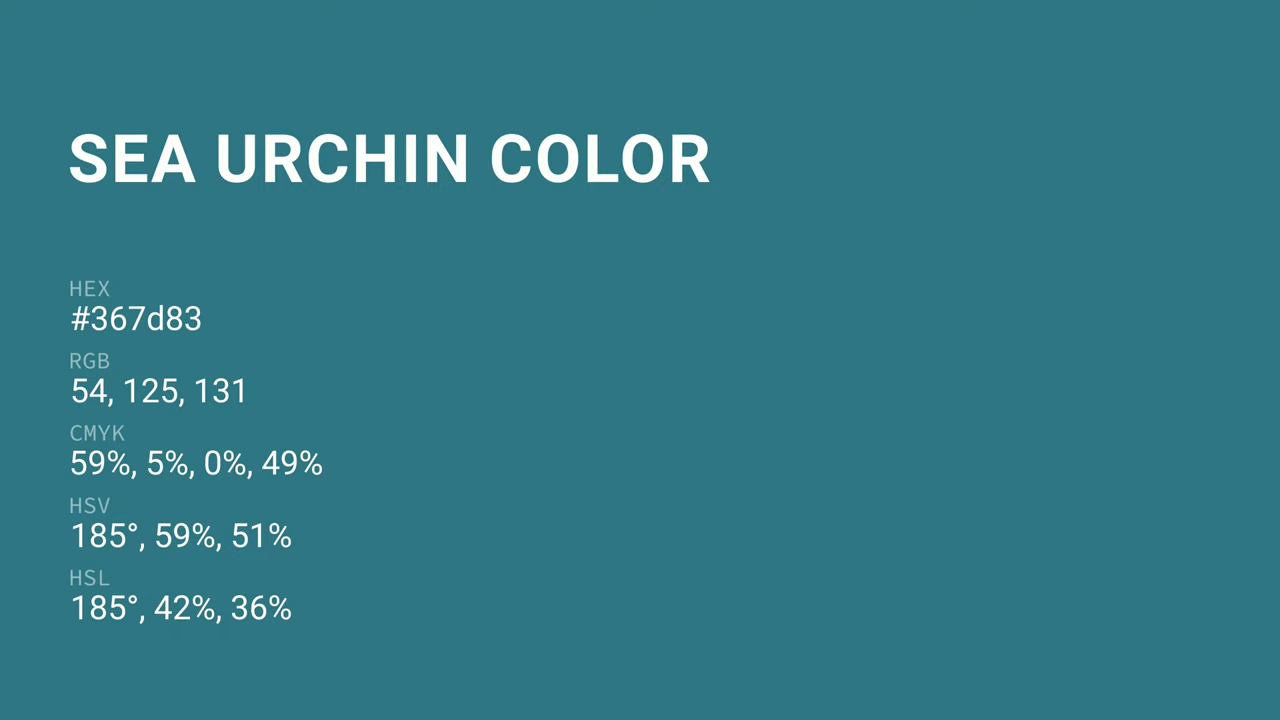 SEA URCHIN COLOR
HEX
#367d83
RGB
54, 125, 131
CMYK
59%, 5%, 0%, 49%
HSV
185°, 59%, 51%
HSL
185°, 42%, 36%